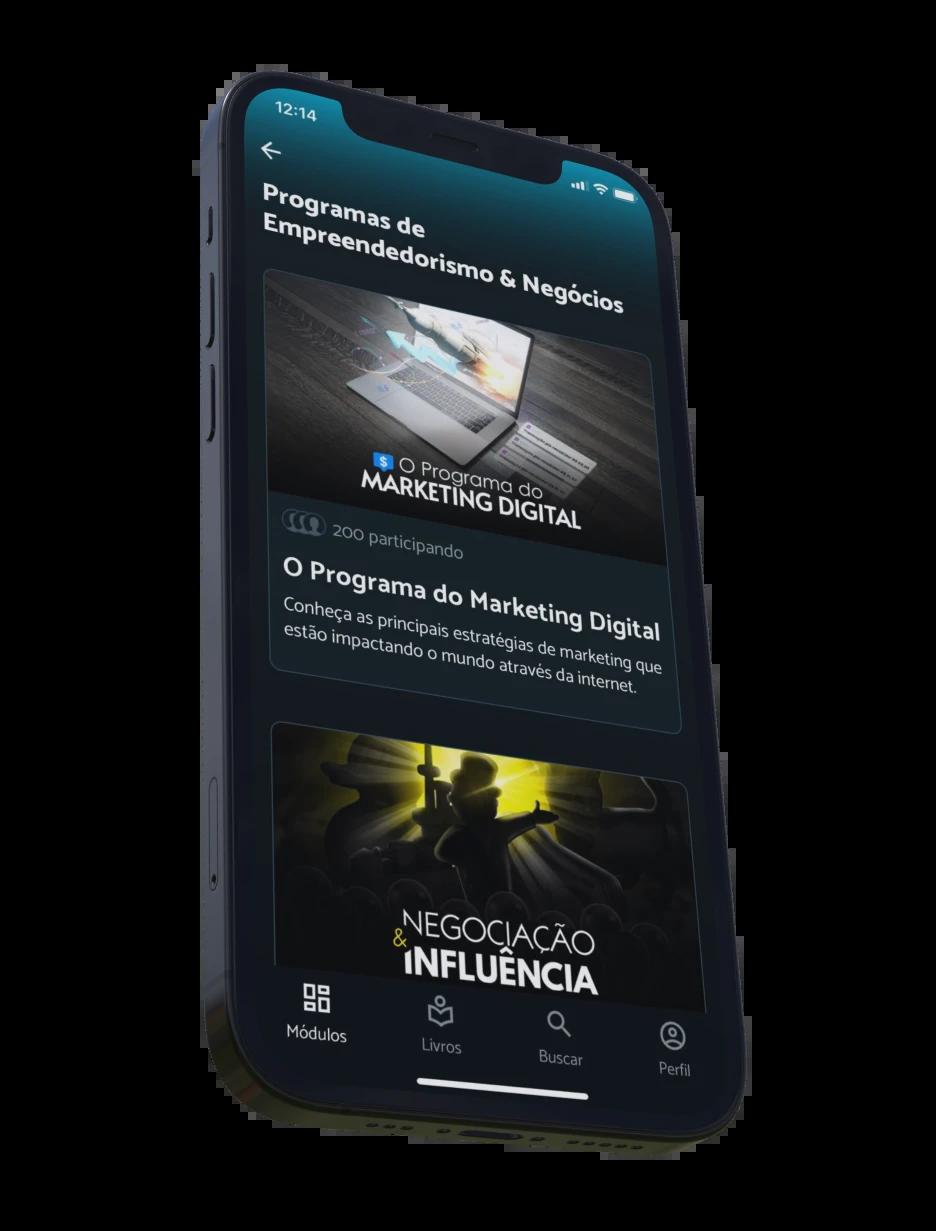 12:14
Programas de
Empreendedorismo & Negócios
$ O Programa do
MARKETING DIGITAL
200 participando
O Programa do Marketing Digital
Conheça as principais estratégias de marketing que
estão impactando o mundo através da internet.
NEGOCIAÇÃO
& INFLUÊNCIA
Módulos
Livros
Buscar
Perfil